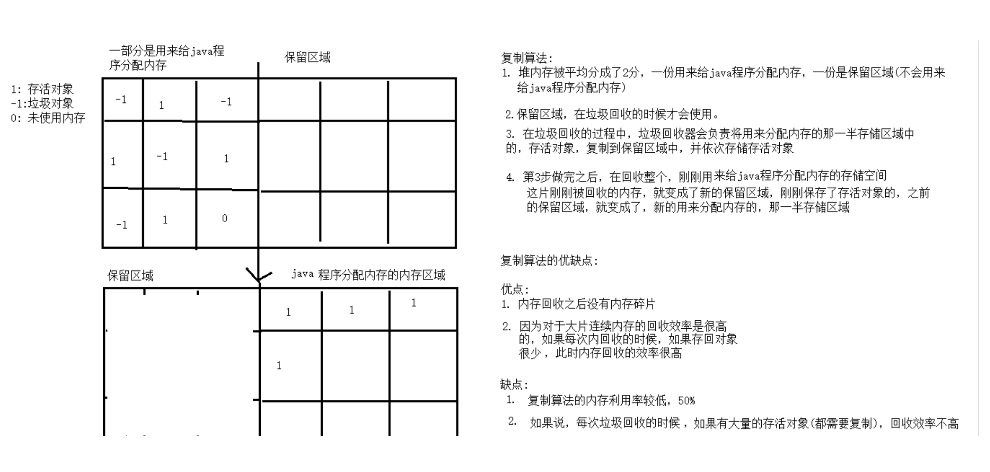 一部分是用来给java程
序分配内存
保留区域
1: 存活对象
-1:垃圾对象
0: 未使用内存
-1 1 -1
1 -1 1
-1 1 0
保留区域
java 程序分配内存的内存区域
1 1 1
1
复制算法:
1. 堆内存被平均分成了2分, 一份用来给java程序分配内存, 一份是保留区域(不会用来
给java程序分配内存)
2.保留区域, 在垃圾回收的时候才会使用。
3. 在垃圾回收的过程中, 垃圾回收器会负责将用来分配内存的那一半存储区域中
的, 存活对象, 复制到保留区域中, 并依次存储存活对象
4. 第3步做完之后, 在回收整个, 刚刚用来给java程序分配内存的存储空间
这片刚刚被回收的内存, 就变成了新的保留区域, 刚刚保存了存活对象的, 之前
的保留区域, 就变成了, 新的用来分配内存的, 那一半存储区域
复制算法的优缺点:
优点:
1. 内存回收之后没有内存碎片
2. 因为对于大片连续内存的回收效率是很高
的, 如果每次内回收的时候, 如果存回对象
很少, 此时内存回收的效率很高
缺点:
1. 复制算法的内存利用率较低, 50%
2. 如果说, 每次垃圾回收的时候, 如果有大量的存活对象(都需要复制), 回收效率不高